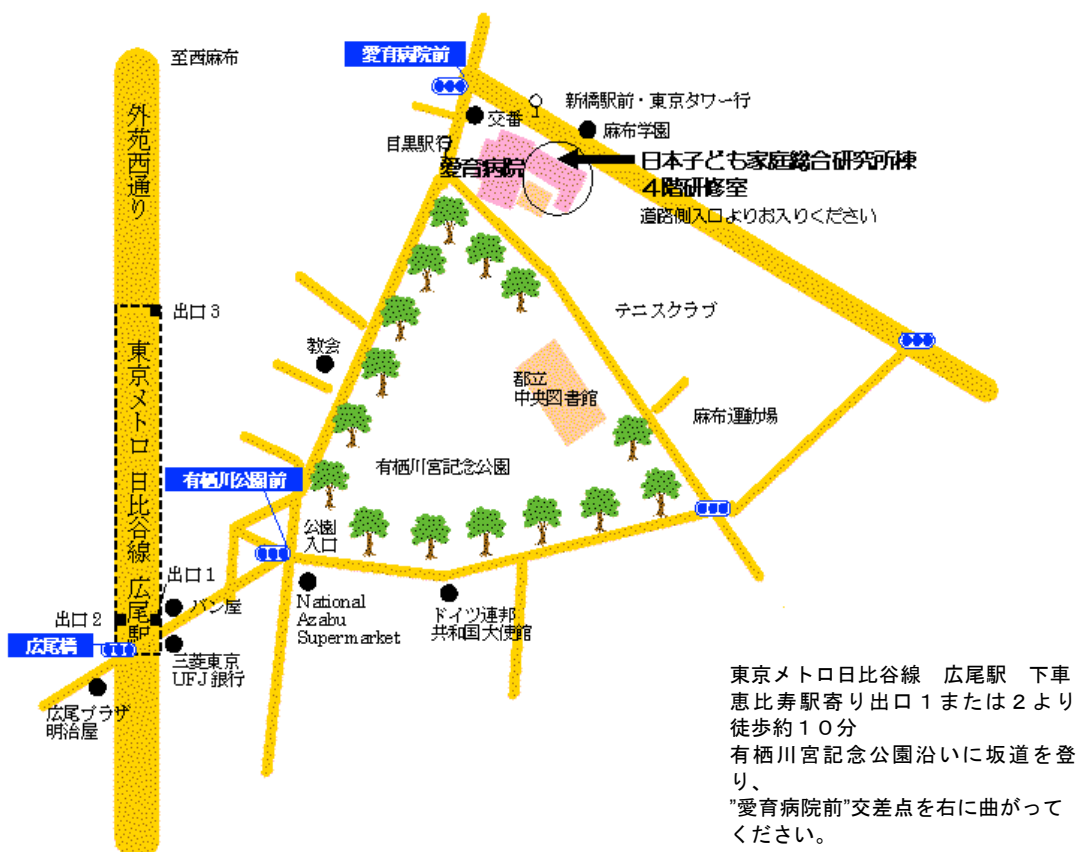 至西麻布
愛育病院前
外苑西通り
新橋駅前・東京タワー行
交番
麻布学園
目黒駅行
愛育病院
日本子ども家庭総合研究所棟
4階研修室
道路側入口よりお入りください
出口3
テニスクラブ
東京メトロ 日比谷線 広尾駅
教会
都立
中央図書館
麻布運動場
有栖川宮記念公園
有栖川公園前
公園
入口
出口1
パン屋
出口2
National
Azabu
Supermarket
ドイツ連邦
共和国大使館
広尾橋
三菱東京
UFJ銀行
広尾プラザ
明治屋
東京メトロ日比谷線 広尾駅 下車
恵比寿駅寄り出口1または2より
徒歩約10分
有栖川宮記念公園沿いに坂道を登
り、
"愛育病院前"交差点を右に曲がって
ください。